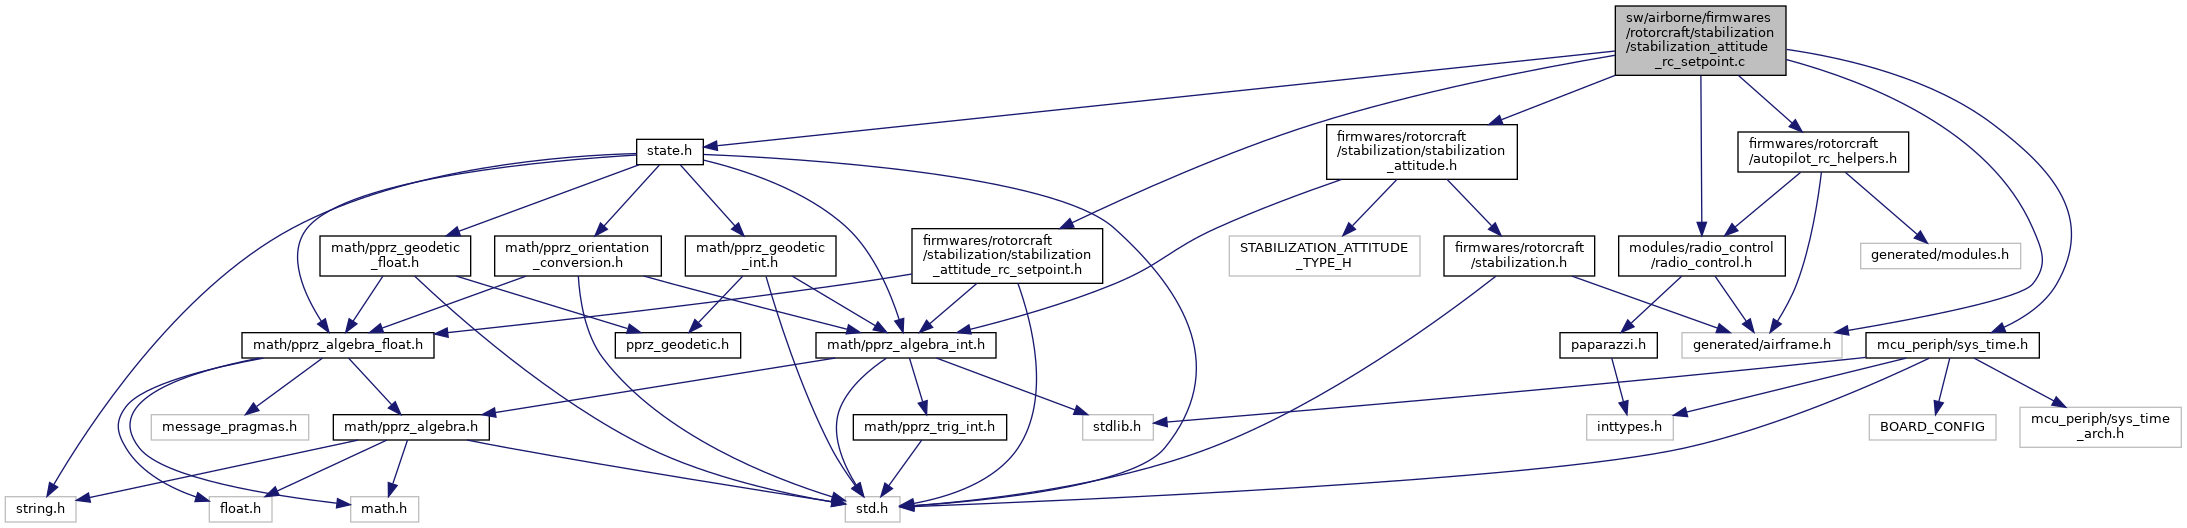 sw/airborne/firmwares
/rotorcraft/stabilization
/stabilization_attitude
_rc_setpoint.c
state.h
firmwares/rotorcraft
/stabilization/stabilization
_attitude.h
firmwares/rotorcraft
/autopilot_rc_helpers.h
math/pprz_geodetic
_float.h
math/pprz_orientation
_conversion.h
math/pprz_geodetic
_int.h
firmwares/rotorcraft
/stabilization/stabilization
_attitude_rc_setpoint.h
STABILIZATION_ATTITUDE
_TYPE_H
firmwares/rotorcraft
/stabilization.h
modules/radio_control
/radio_control.h
generated/modules.h
math/pprz_algebra_float.h
pprz_geodetic.h
math/pprz_algebra_int.h
paparazzi.h
generated/airframe.h
mcu_periph/sys_time.h
message_pragmas.h
math/pprz_algebra.h
math/pprz_trig_int.h
stdlib.h
inttypes.h
BOARD_CONFIG
mcu_periph/sys_time
_arch.h
string.h
float.h
math.h
std.h